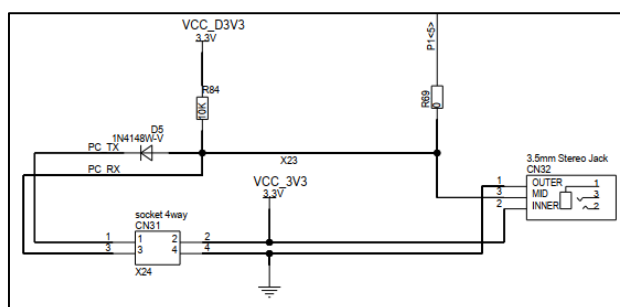 VCC_D3V3
3.3V
P1<5>
R84
10K
R69
0
D5
1N4148W-V
PC_TX
PC_RX
X23
VCC_3V3
3.3V
3.5mm Stereo Jack
CN32
1 OUTER 1
3 MID 3
2 INNER 2
socket 4way
CN31
1 1 2 2
3 3 4 4
X24